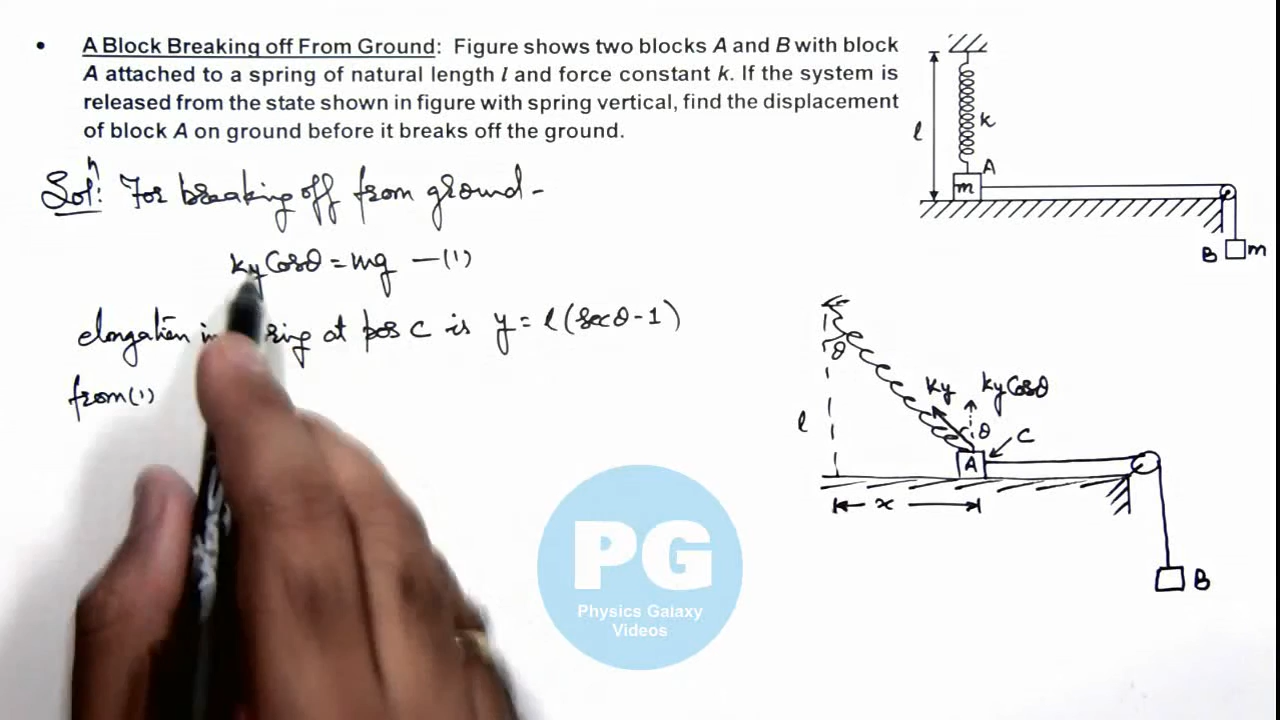 • A Block Breaking off From Ground: Figure shows two blocks A and B with block
A attached to a spring of natural length l and force constant k. If the system is
released from the state shown in figure with spring vertical, find the displacement
of block A on ground before it breaks off the ground.
Solⁿ: For breaking off from ground -
ky Cosθ = mg —(1)
elongation in ring at pos C is y = l (secθ - 1)
from (1)
l
k
A
m
B
m
θ
l
ky
ky Cosθ
θ
C
A
x
B
PG
Physics Galaxy
Videos